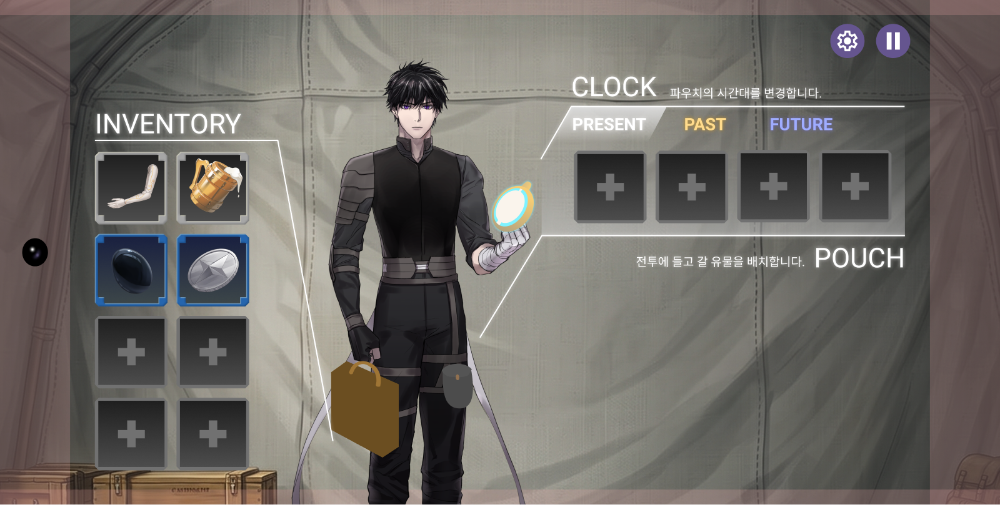 CLOCK 파우치의 시간대를 변경합니다.
INVENTORY
PRESENT PAST FUTURE
전투에 들고 갈 유물을 배치합니다. POUCH